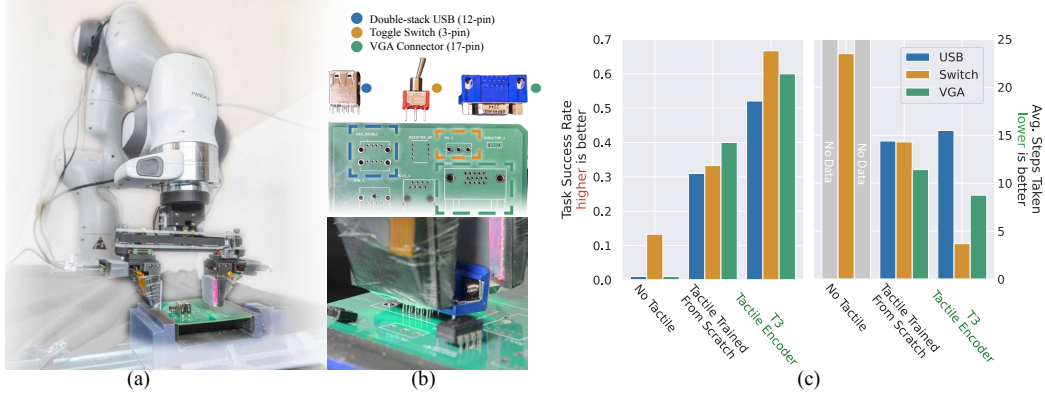 Double-stack USB (12-pin)
Toggle Switch (3-pin)
VGA Connector (17-pin)
PANDA
USB_DOUBLE
RESISTOR_4P
(a)
(b)
Task Success Rate
higher is better
0.7
0.6
0.5
0.4
0.3
0.2
0.1
0.0
No Tactile
Tactile Trained
From Scratch
T3
Tactile Encoder
No Data
No Data
USB
Switch
VGA
No Tactile
Tactile Trained
From Scratch
T3
Tactile Encoder
25
20
15
10
5
0
Avg. Steps Taken
lower is better
(c)